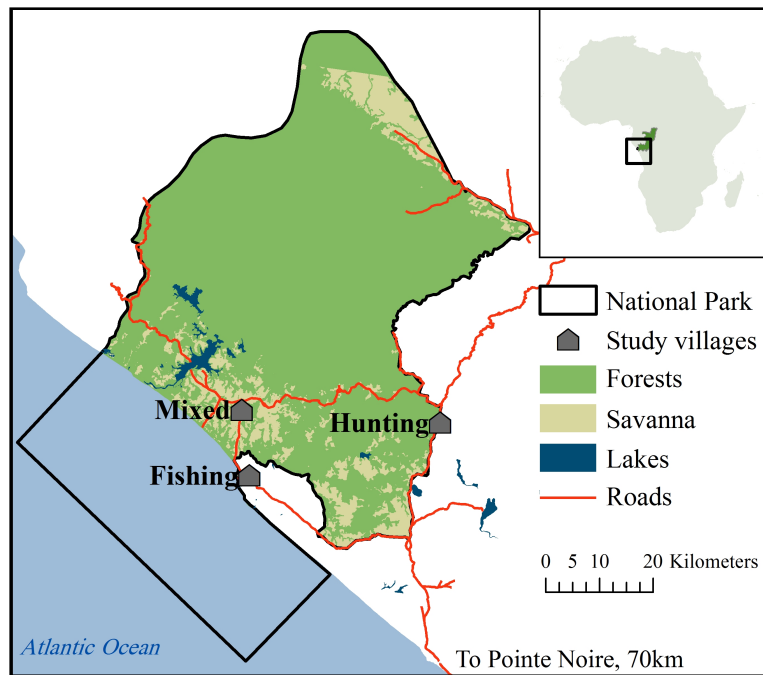 National Park
Study villages
Forests
Savanna
Lakes
Roads
0 5 10 20 Kilometers
Mixed
Hunting
Fishing
Atlantic Ocean
To Pointe Noire, 70km